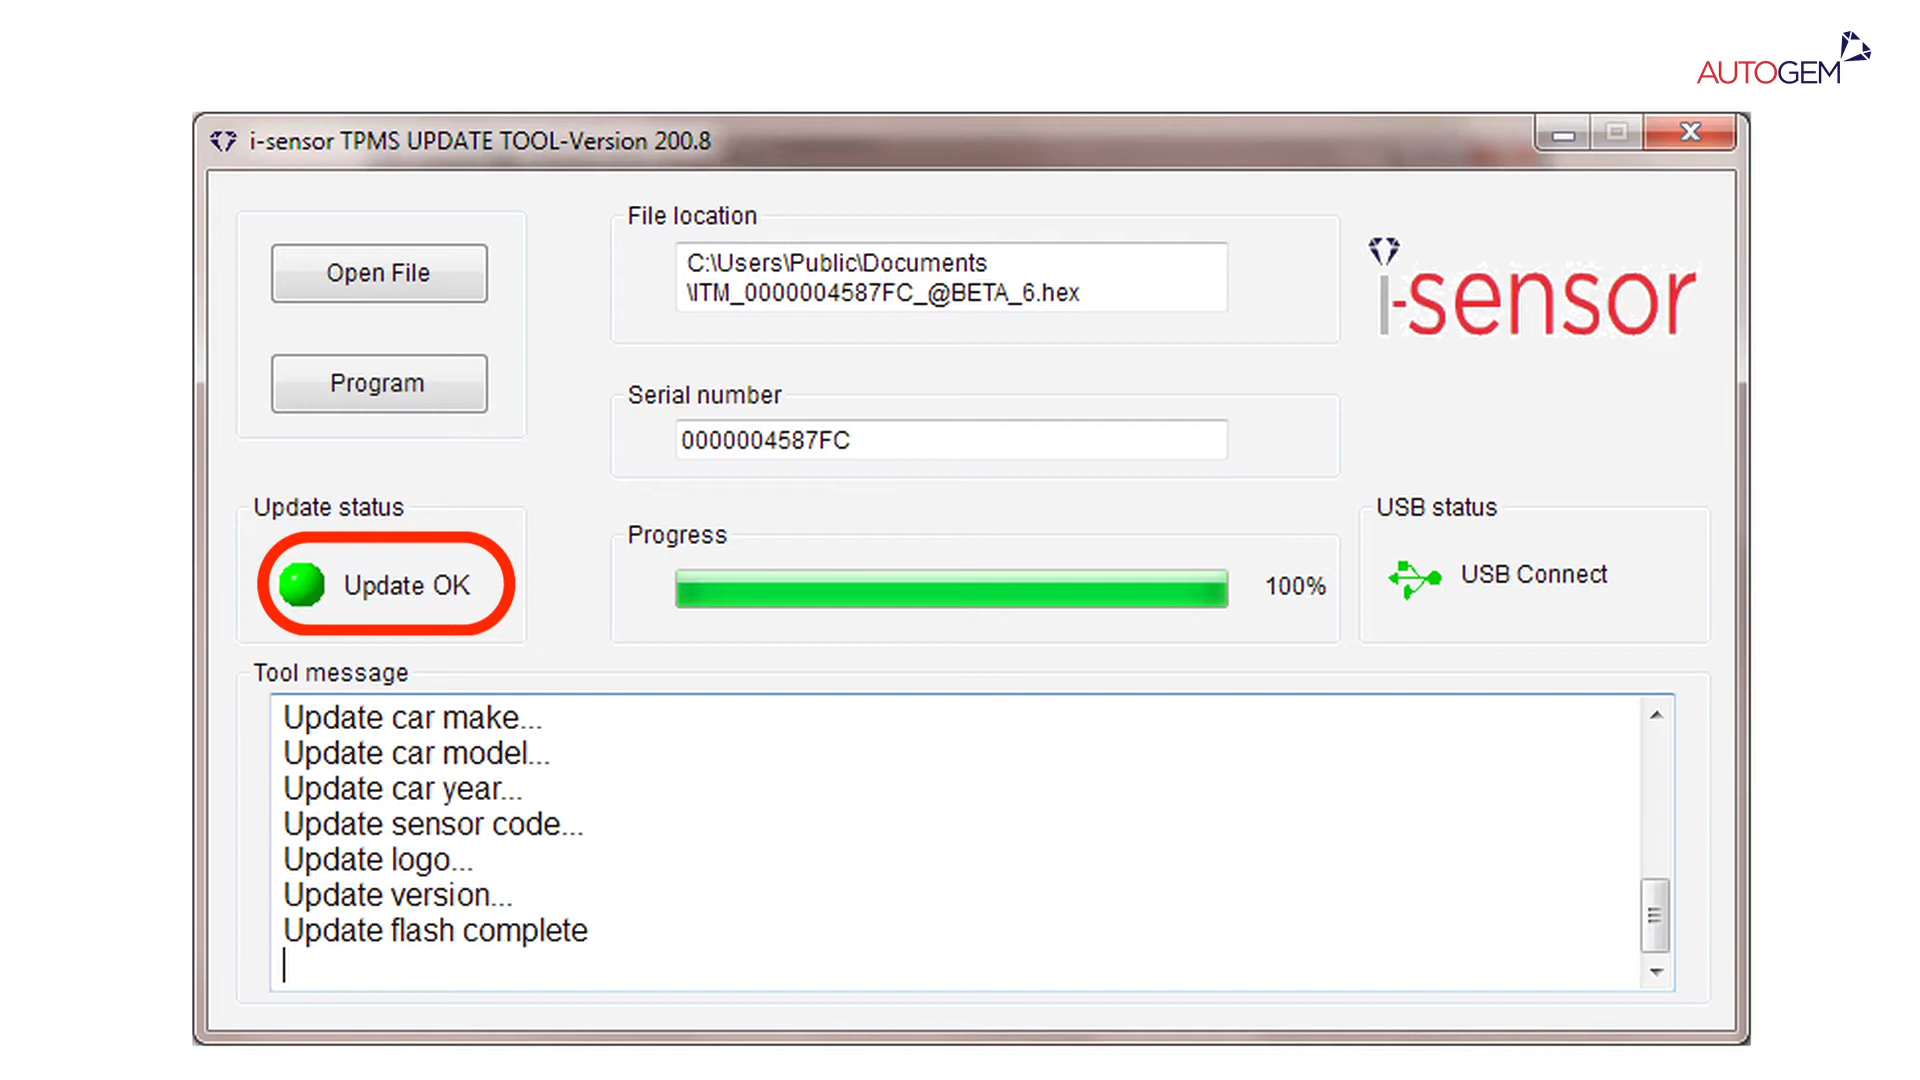 AUTOGEM
i-sensor TPMS UPDATE TOOL-Version 200.8
Open File
Program
File location
C:\Users\Public\Documents
\ITM_0000004587FC_@BETA_6.hex
i-sensor
Serial number
0000004587FC
Update status
Update OK
Progress
100%
USB status
USB Connect
Tool message
Update car make...
Update car model...
Update car year...
Update sensor code...
Update logo...
Update version...
Update flash complete